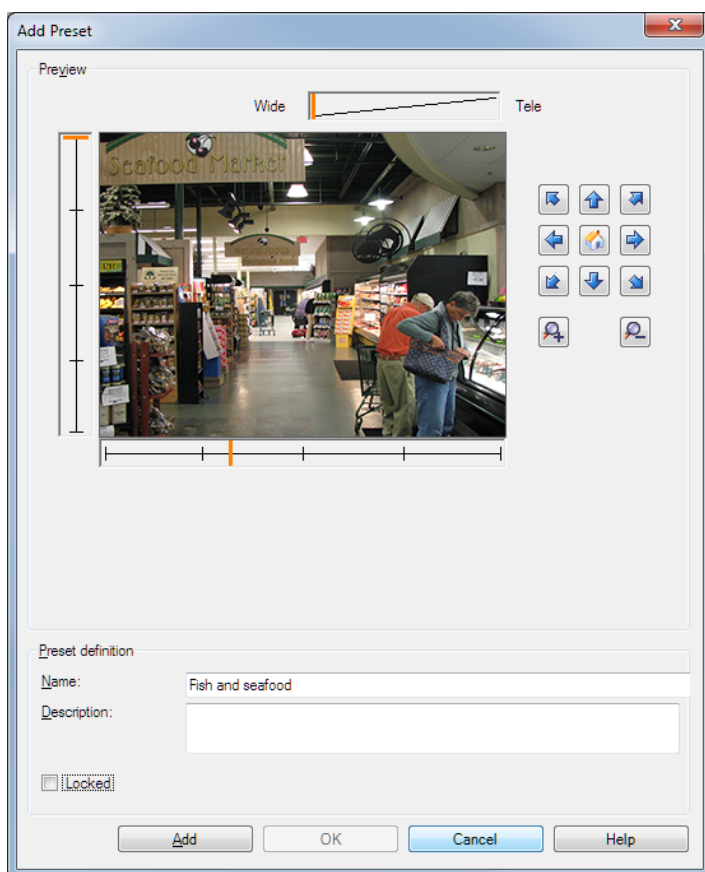 Add Preset
Preview
Wide
Tele
Seafood Market
Preset definition
Name:
Fish and seafood
Description:
Locked
Add
OK
Cancel
Help